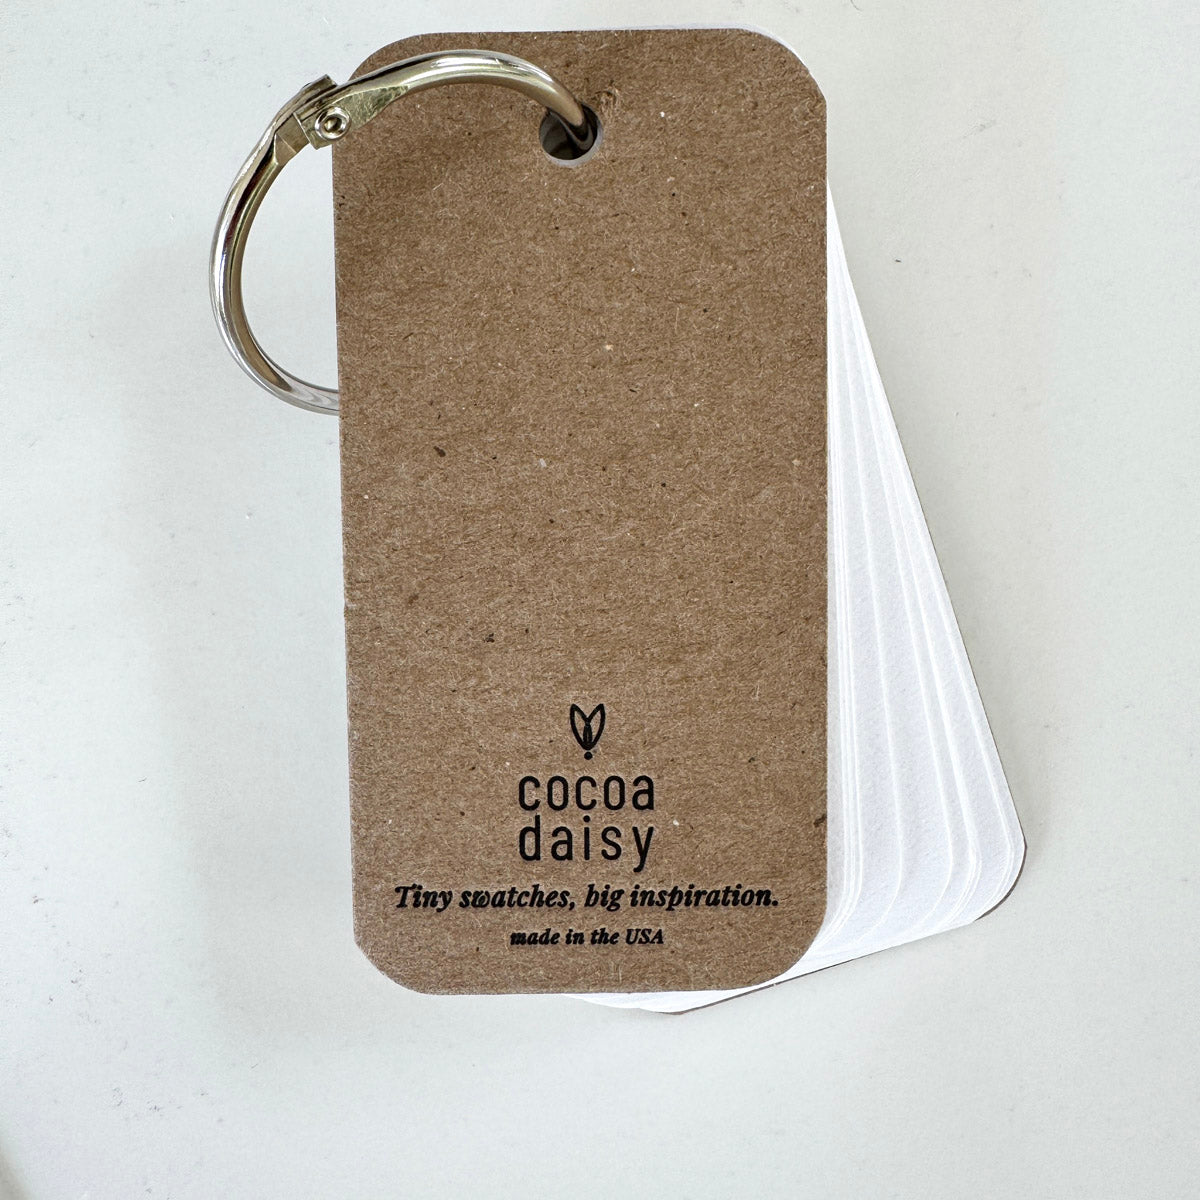 cocoa
daisy
Tiny swatches, big inspiration.
made in the USA